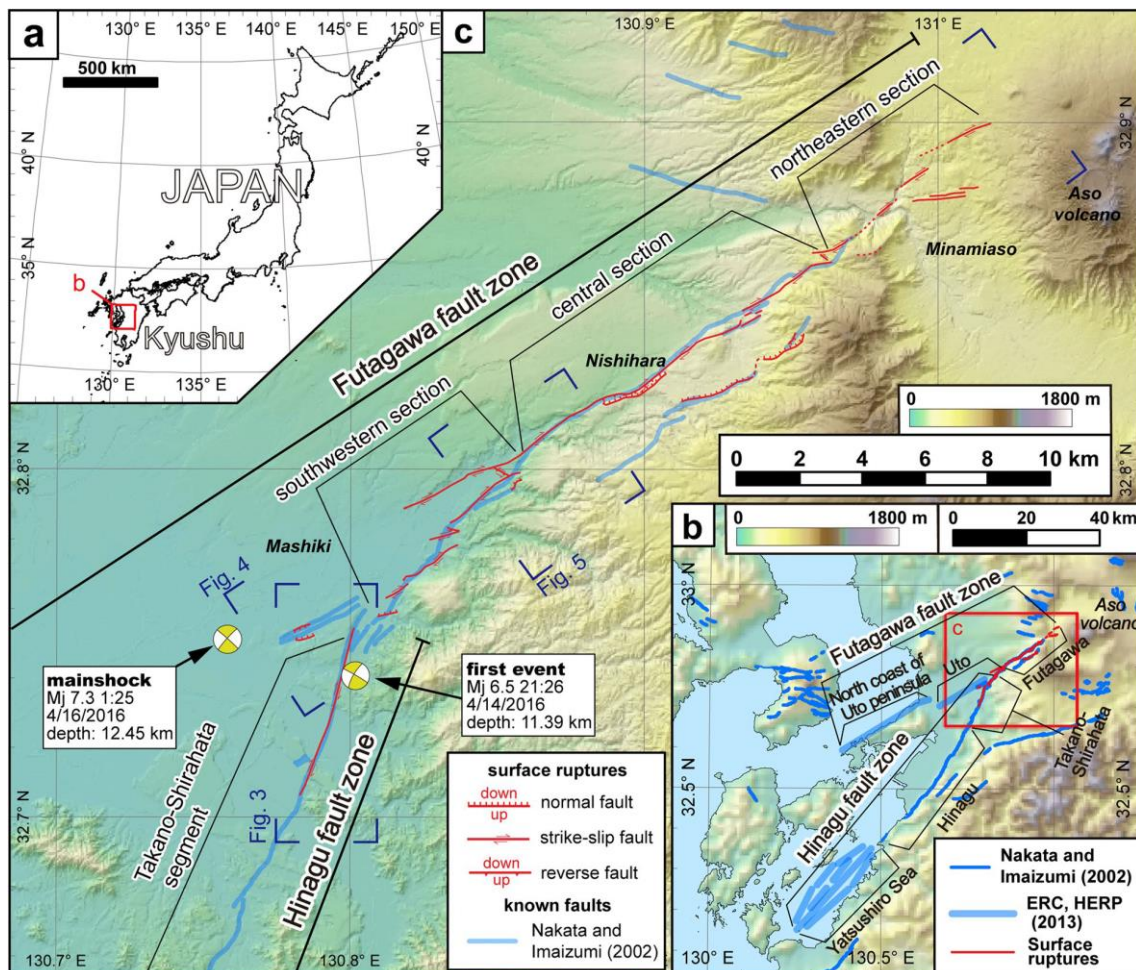 a
130° E
135° E
140° E
145° E
150° E
500 km
40° N
40° N
JAPAN
35° N
35° N
b
Kyushu
130° E
135° E
140° E
c
130.9° E
131° E
32.9° N
Aso
volcano
Minamiaso
northeastern section
central section
Futagawa fault zone
southwestern section
Nishihara
Mashiki
32.8° N
32.8° N
0
1800 m
0
2
4
6
8
10 km
Fig. 4
Fig. 5
mainshock
Mj 7.3 1:25
4/16/2016
depth: 12.45 km
first event
Mj 6.5 21:26
4/14/2016
depth: 11.39 km
Takano-Shirahata
segment
Fig. 3
Hinagu fault zone
32.7° N
130.7° E
130.8° E
surface ruptures
down
up
normal fault
strike-slip fault
down
up
reverse fault
known faults
Nakata and
Imaizumi (2002)
b
0
1800 m
0
20
40 km
33° N
Futagawa fault zone
c
Aso
volcano
Uto
Futagawa
North coast of
Uto peninsula
Takano-
Shirahata
Hinagu fault zone
Hinagu
32.5° N
32.5° N
Yatsushiro Sea
130° E
130.5° E
Nakata and
Imaizumi (2002)
ERC, HERP
(2013)
Surface
ruptures